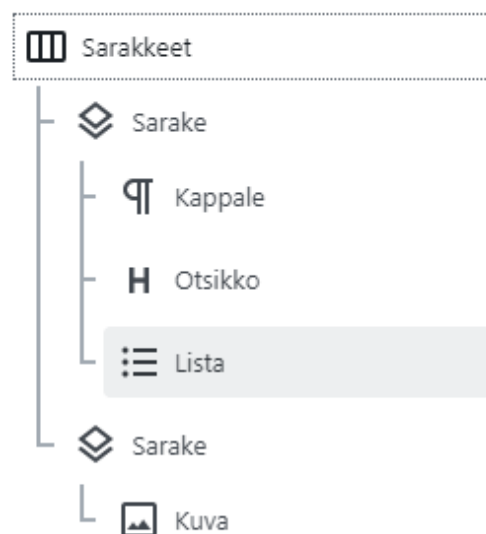 Sarakkeet
Sarake
Kappale
H Otsikko
Lista
Sarake
Kuva